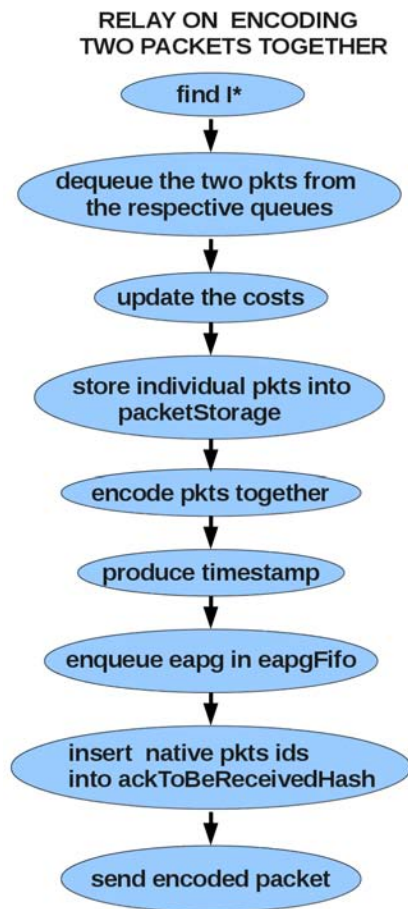 RELAY ON ENCODING
TWO PACKETS TOGETHER
find I*
dequeue the two pkts from
the respective queues
update the costs
store individual pkts into
packetStorage
encode pkts together
produce timestamp
enqueue eapg in eapgFifo
insert native pkts ids
into ackToBeReceivedHash
send encoded packet